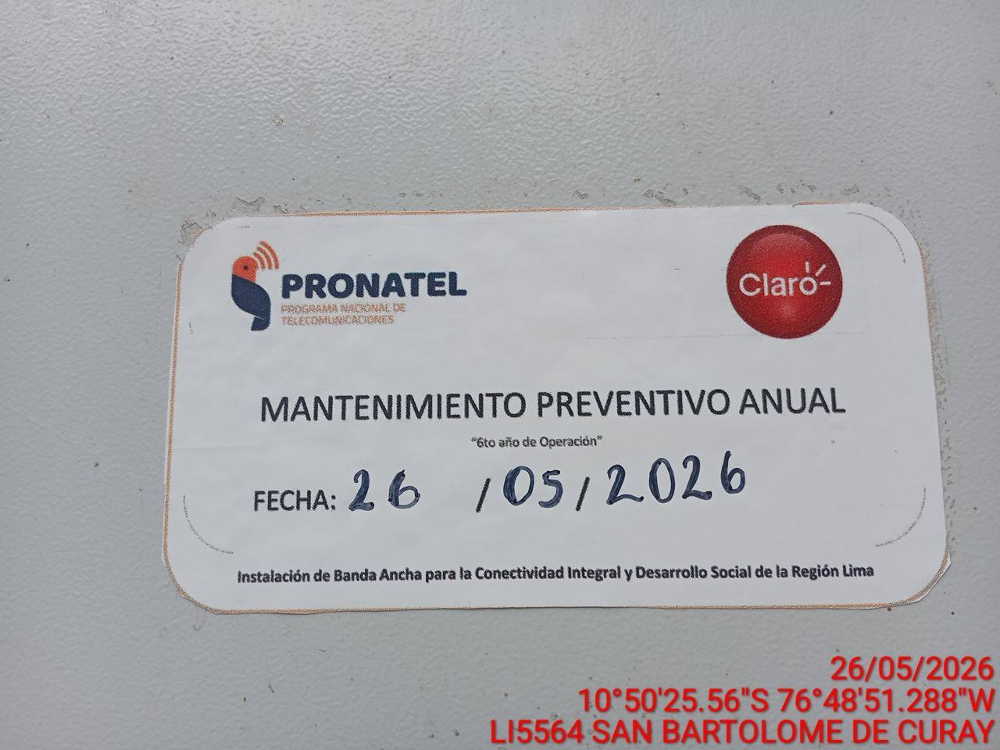 PRONATEL
PROGRAMA NACIONAL DE
TELECOMUNICACIONES
Claro
MANTENIMIENTO PREVENTIVO ANUAL
"6to año de Operación"
FECHA: 26 / 05 / 2026
Instalación de Banda Ancha para la Conectividad Integral y Desarrollo Social de la Región Lima
26/05/2026
10°50'25.56"S 76°48'51.288"W
LI5564 SAN BARTOLOME DE CURAY